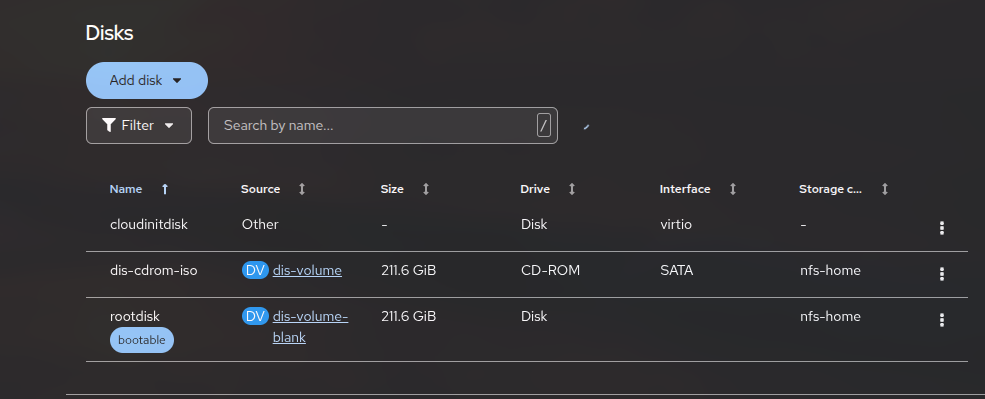 Disks
Add disk
Filter
Search by name...
/
Name Source Size Drive Interface Storage c...
cloudinitdisk Other - Disk virtio -
dis-cdrom-iso DV dis-volume 211.6 GiB CD-ROM SATA nfs-home
rootdisk DV dis-volume- 211.6 GiB Disk nfs-home
bootable blank